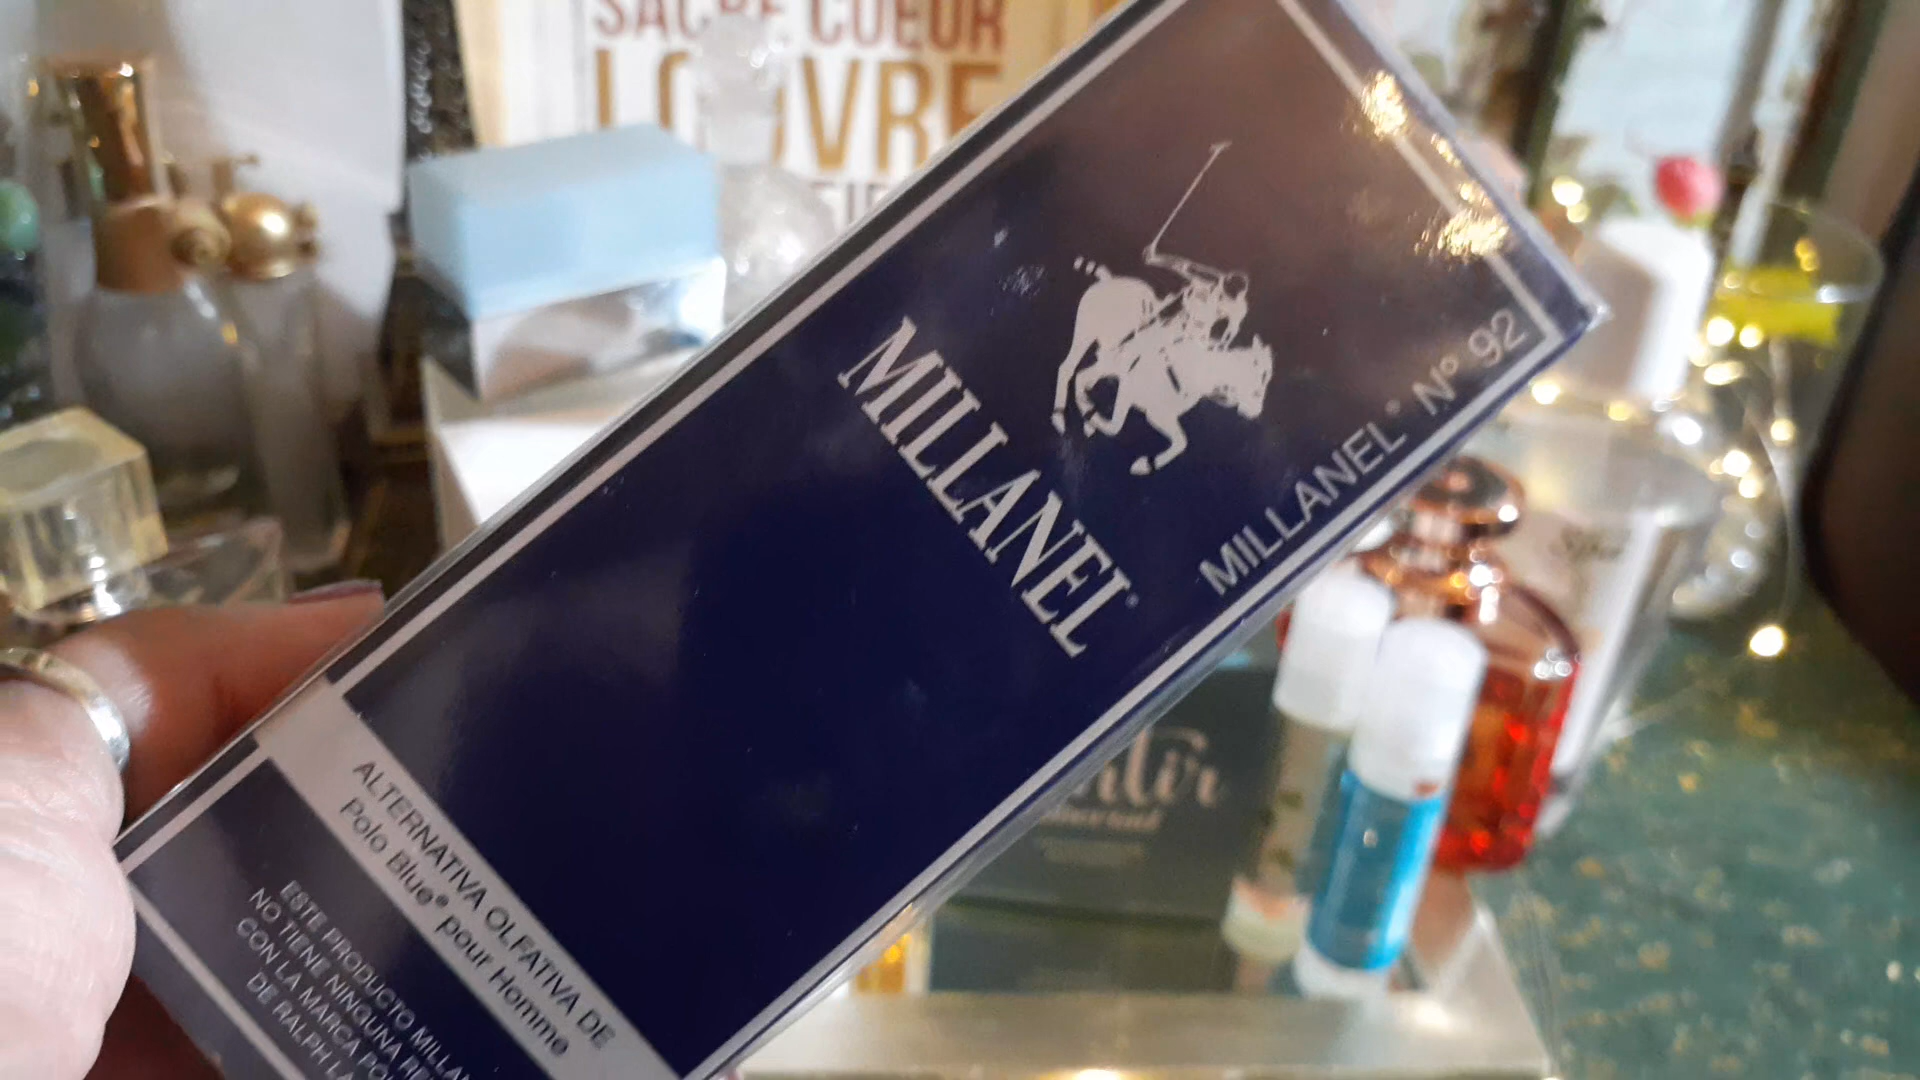 SACRE COEUR
LOUVRE
MILLANEL
MILLANEL® Nº 92
ALTERNATIVA OLFATIVA DE
Polo Blue® pour Homme
ESTE PRODUCTO
NO TIENE NINGUNA
CON LA MARCA
DE RALPH